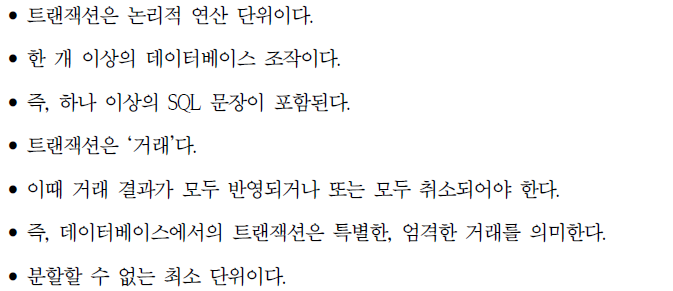 • 트랜잭션은 논리적 연산 단위이다.
• 한 개 이상의 데이터베이스 조작이다.
• 즉, 하나 이상의 SQL 문장이 포함된다.
• 트랜잭션은 ‘거래’다.
• 이때 거래 결과가 모두 반영되거나 또는 모두 취소되어야 한다.
• 즉, 데이터베이스에서의 트랜잭션은 특별한, 엄격한 거래를 의미한다.
• 분할할 수 없는 최소 단위이다.